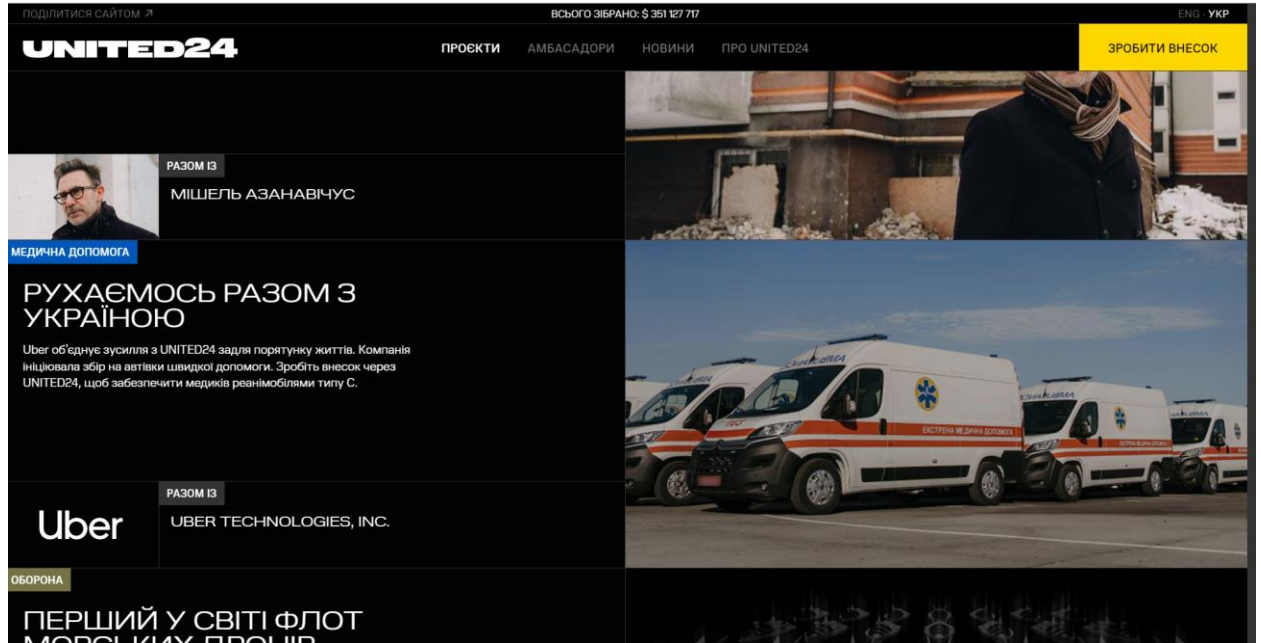 ПОДІЛИТИСЯ САЙТОМ ↗
ВСЬОГО ЗІБРАНО: $ 351 127 717
ENG · УКР
UNITED24
ПРОЄКТИ
АМБАСАДОРИ
НОВИНИ
ПРО UNITED24
ЗРОБИТИ ВНЕСОК
РАЗОМ ІЗ
МІШЕЛЬ АЗАНАВІЧУС
МЕДИЧНА ДОПОМОГА
РУХАЄМОСЬ РАЗОМ З
УКРАЇНОЮ
Uber об'єднує зусилля з UNITED24 задля порятунку життів. Компанія
ініціювала збір на автівки швидкої допомоги. Зробіть внесок через
UNITED24, щоб забезпечити медиків реанімобілями типу С.
ЕКСТРЕНА МЕДИЧНА ДОПОМОГА
Uber
РАЗОМ ІЗ
UBER TECHNOLOGIES, INC.
ОБОРОНА
ПЕРШИЙ У СВІТІ ФЛОТ
МОРСЬКИХ ДРОНІВ